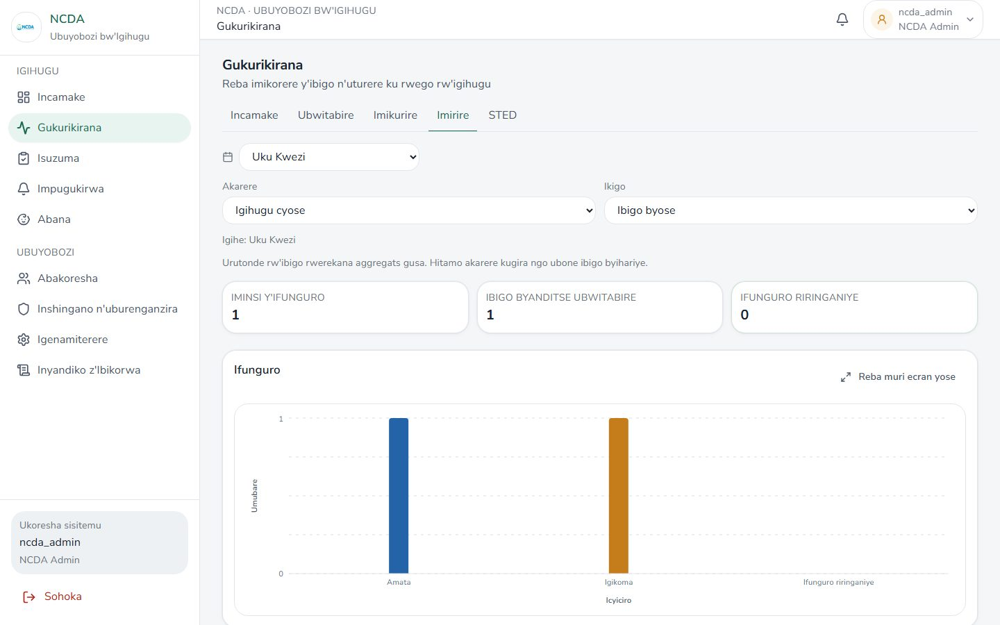 NCDA
NCDA
Ubuyobozi bw'Igihugu
IGIHUGU
Incamake
Gukurikirana
Isuzuma
Impugukirwa
Abana
UBUYOBOZI
Abakoresha
Inshingano n'uburenganzira
Igenamiterere
Inyandiko z'Ibikorwa
Ukoresha sisitemu
ncda_admin
NCDA Admin
Sohoka
NCDA · UBUYOBOZI BW'IGIHUGU
Gukurikirana
ncda_admin
NCDA Admin
Gukurikirana
Reba imikorere y'ibigo n'uturere ku rwego rw'igihugu
Incamake Ubwitabire Imikurire Imirire STED
Uku Kwezi
Akarere Ikigo
Igihugu cyose Ibigo byose
Igihe: Uku Kwezi
Urutonde rw'ibigo rwerekana aggregats gusa. Hitamo akarere kugira ngo ubone ibigo byihariye.
IMINSI Y'IFUNGURO IBIGO BYANDITSE UBWITABIRE IFUNGURO RIRINGANIYE
1 1 0
Ifunguro
Reba muri ecran yose
1
Umubare
0
Amata Igikoma Ifunguro riringaniye
Icyiciro